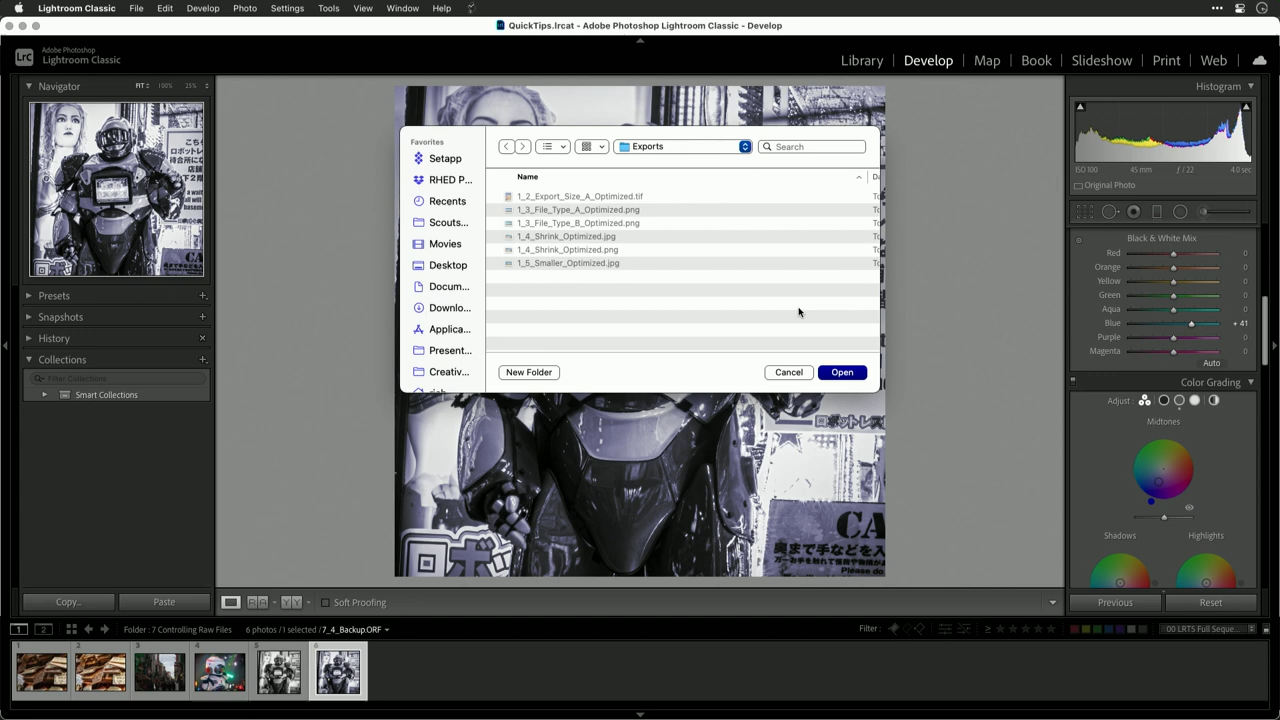 Lightroom Classic File Edit Develop Photo Settings Tools View Window Help
QuickTips.lrcat - Adobe Photoshop Lightroom Classic - Develop
Lrc Adobe Photoshop
Lightroom Classic
Library Develop Map Book Slideshow Print Web
Navigator FIT 100% 25%
Presets
Snapshots
History
Collections
Filter Collections
Smart Collections
Copy... Paste
Favorites
Setapp
RHED P...
Recents
Scouts...
Movies
Desktop
Docum...
Downlo...
Applica...
Present...
Creativ...
Exports
Search
Name
1_2_Export_Size_A_Optimized.tif
1_3_File_Type_A_Optimized.png
1_3_File_Type_B_Optimized.png
1_4_Shrink_Optimized.jpg
1_4_Shrink_Optimized.png
1_5_Smaller_Optimized.jpg
New Folder Cancel Open
CA
Please do
Histogram
ISO 100 45 mm ƒ / 22 4.0 sec
Original Photo
Black & White Mix
Red 0
Orange 0
Yellow 0
Green 0
Aqua 0
Blue + 41
Purple 0
Magenta 0
Auto
Color Grading
Adjust :
Midtones
Shadows Highlights
Previous Reset
Soft Proofing
1 2 Folder : 7 Controlling Raw Files 6 photos / 1 selected / 7_4_Backup.ORF
Filter : 00 LRTS Full Seque...
1 2 3 4 5 6